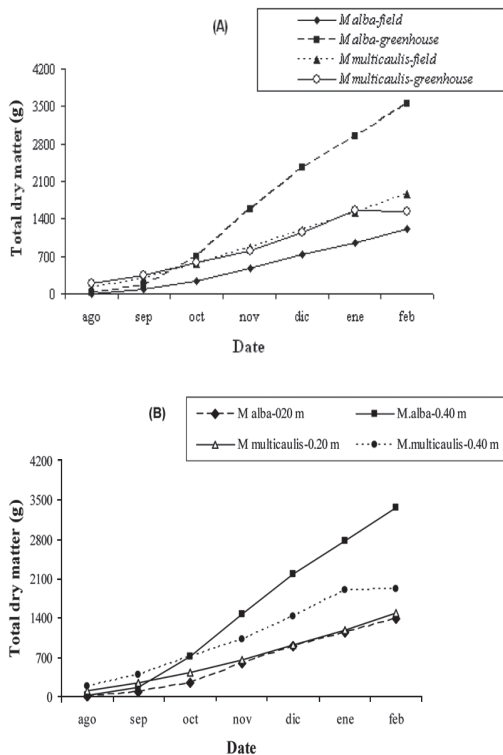 (A)
M alba-field
M alba-greenhouse
M multicaulis-field
M multicaulis-greenhouse
Total dry matter (g)
4200
3500
2800
2100
1400
700
0
ago sep oct nov dic ene feb
Date
(B)
M alba-020 m
M.alba-0.40 m
M multicaulis-0.20 m
M.multicaulis-0.40 m
Total dry matter (g)
4200
3500
2800
2100
1400
700
0
ago sep oct nov dic ene feb
Date